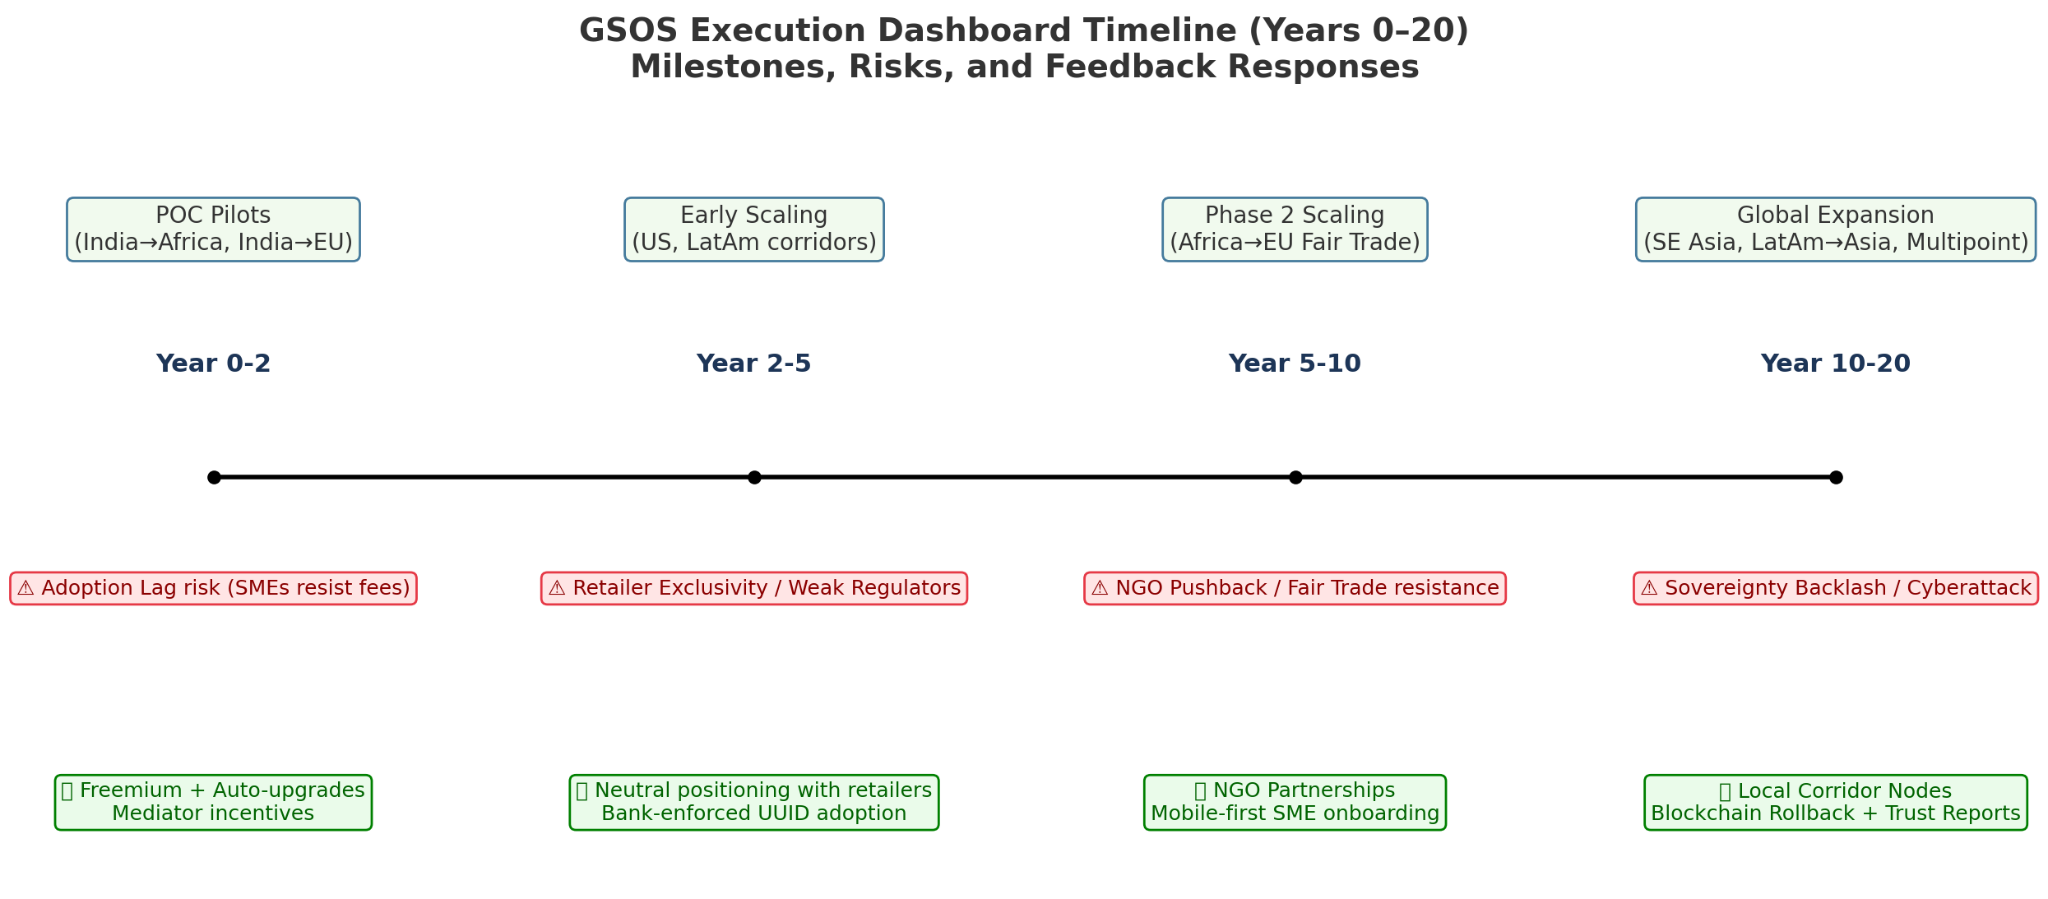 GSOS Execution Dashboard Timeline (Years 0–20)
Milestones, Risks, and Feedback Responses
POC Pilots
(India→Africa, India→EU)
Early Scaling
(US, LatAm corridors)
Phase 2 Scaling
(Africa→EU Fair Trade)
Global Expansion
(SE Asia, LatAm→Asia, Multipoint)
Year 0-2
Year 2-5
Year 5-10
Year 10-20
⚠ Adoption Lag risk (SMEs resist fees)
⚠ Retailer Exclusivity / Weak Regulators
⚠ NGO Pushback / Fair Trade resistance
⚠ Sovereignty Backlash / Cyberattack
Freemium + Auto-upgrades
Mediator incentives
Neutral positioning with retailers
Bank-enforced UUID adoption
NGO Partnerships
Mobile-first SME onboarding
Local Corridor Nodes
Blockchain Rollback + Trust Reports